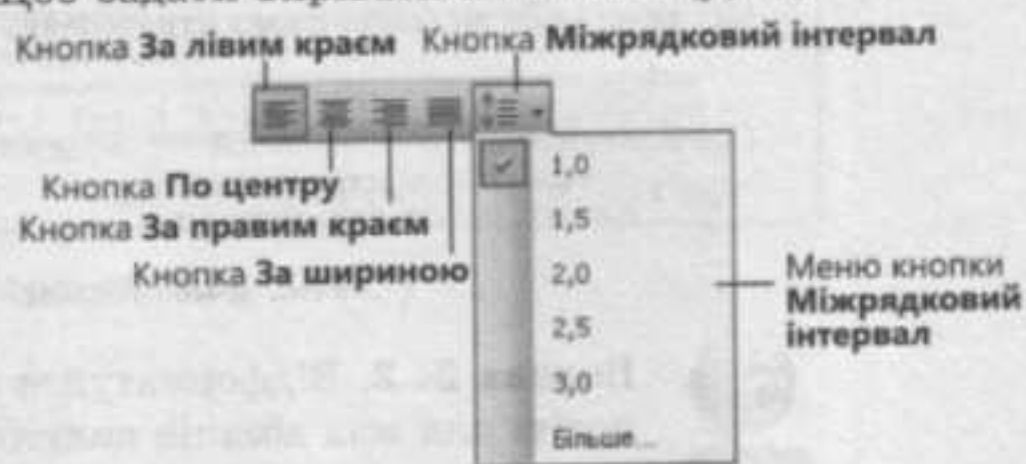 Кнопка За лівим краєм Кнопка Міжрядковий інтервал
Кнопка По центру
Кнопка За правим краєм
Кнопка За шириною
1,0
1,5
2,0
2,5
3,0
Більше...
Меню кнопки
Міжрядковий
інтервал